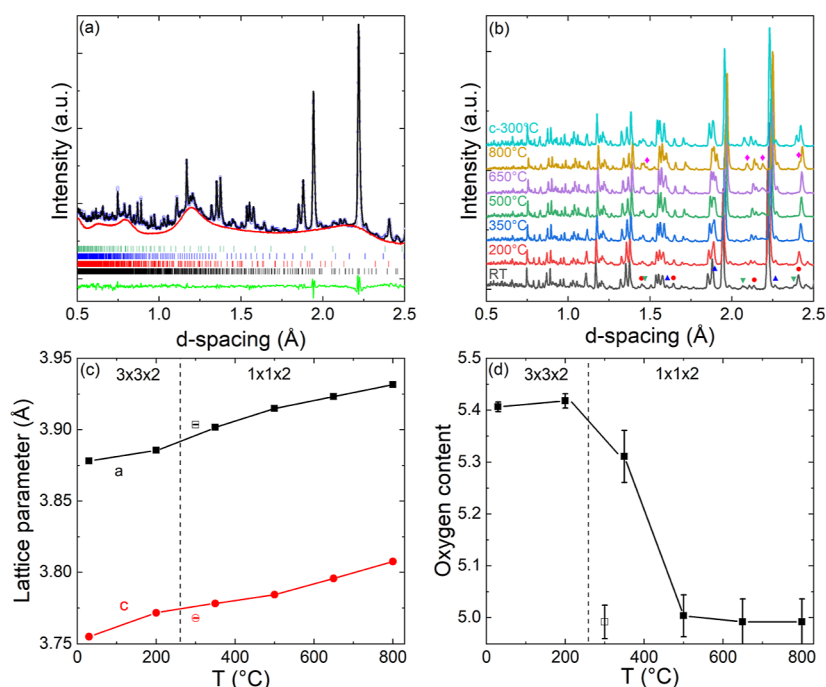 (a)
Intensity (a.u.)
0.5 1.0 1.5 2.0 2.5
d-spacing (Å)
(b)
Intensity (a.u.)
c-300°C
800°C
650°C
500°C
350°C
200°C
RT
0.5 1.0 1.5 2.0 2.5
d-spacing (Å)
(c)
3x3x2 1x1x2
Lattice parameter (Å)
3.95
3.90
3.85
3.80
3.75
a
c
0 200 400 600 800
T (°C)
(d)
3x3x2 1x1x2
Oxygen content
5.5
5.4
5.3
5.2
5.1
5.0
0 200 400 600 800
T (°C)